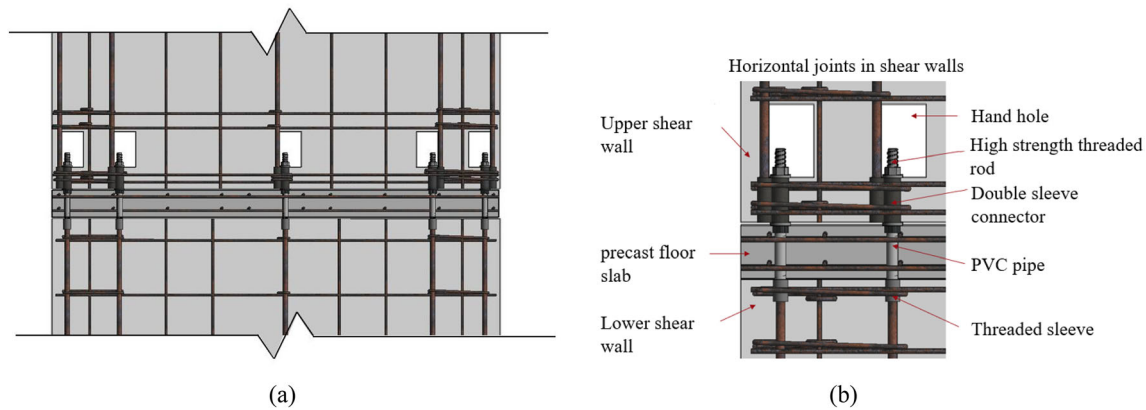 Horizontal joints in shear walls
Upper shear
wall
Hand hole
High strength threaded
rod
Double sleeve
connector
precast floor
slab
PVC pipe
Lower shear
wall
Threaded sleeve
(a)
(b)